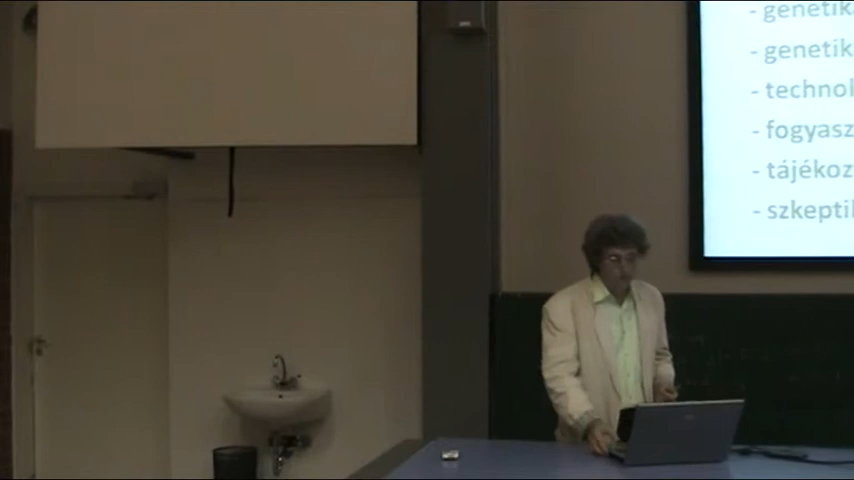 - genetik
- genetik
- technol
- fogyasz
- tájékoz
- szkeptik